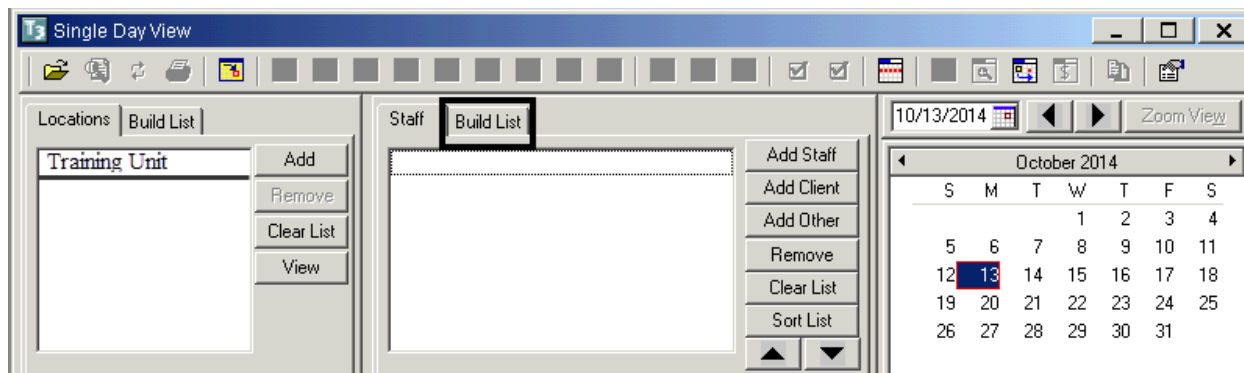 T3 Single Day View
Locations Build List
Training Unit
Add
Remove
Clear List
View
Staff Build List
Add Staff
Add Client
Add Other
Remove
Clear List
Sort List
10/13/2014 Zoom View
October 2014
S M T W T F S
1 2 3 4
5 6 7 8 9 10 11
12 13 14 15 16 17 18
19 20 21 22 23 24 25
26 27 28 29 30 31